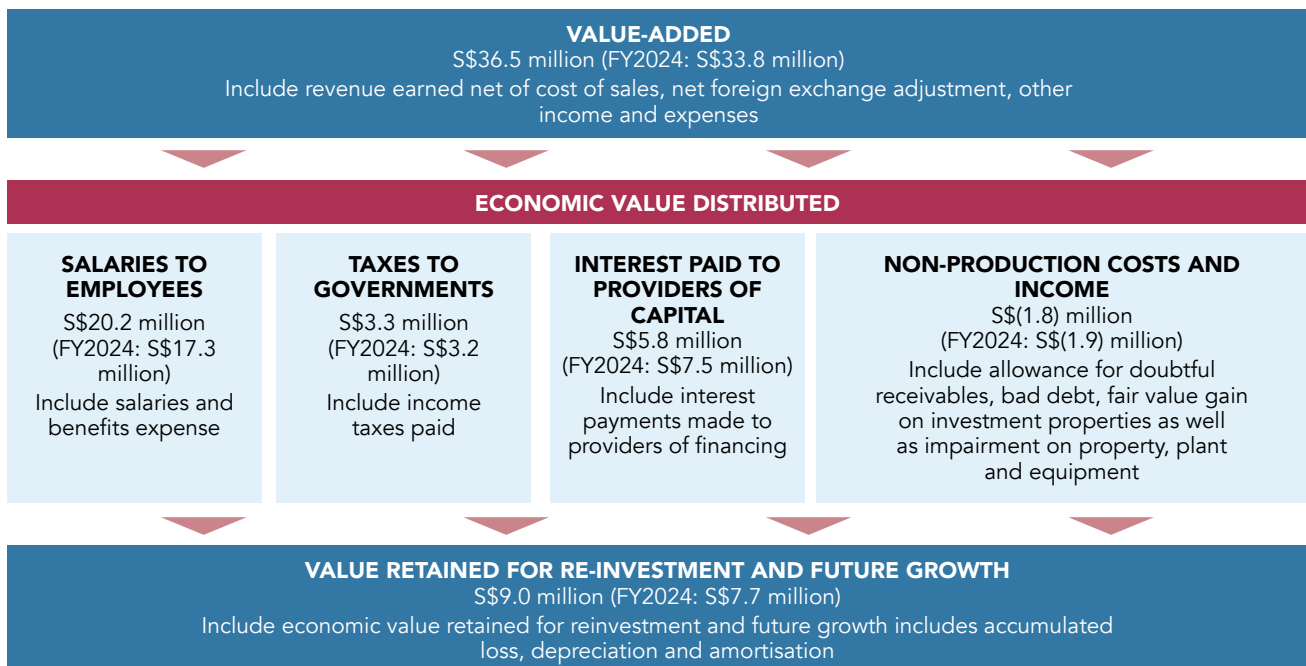 VALUE-ADDED
S$36.5 million (FY2024: S$33.8 million)
Include revenue earned net of cost of sales, net foreign exchange adjustment, other
income and expenses
ECONOMIC VALUE DISTRIBUTED
SALARIES TO
EMPLOYEES
S$20.2 million
(FY2024: S$17.3
million)
Include salaries and
benefits expense
TAXES TO
GOVERNMENTS
S$3.3 million
(FY2024: S$3.2
million)
Include income
taxes paid
INTEREST PAID TO
PROVIDERS OF
CAPITAL
S$5.8 million
(FY2024: S$7.5 million)
Include interest
payments made to
providers of financing
NON-PRODUCTION COSTS AND
INCOME
S$(1.8) million
(FY2024: S$(1.9) million)
Include allowance for doubtful
receivables, bad debt, fair value gain
on investment properties as well
as impairment on property, plant
and equipment
VALUE RETAINED FOR RE-INVESTMENT AND FUTURE GROWTH
S$9.0 million (FY2024: S$7.7 million)
Include economic value retained for reinvestment and future growth includes accumulated
loss, depreciation and amortisation